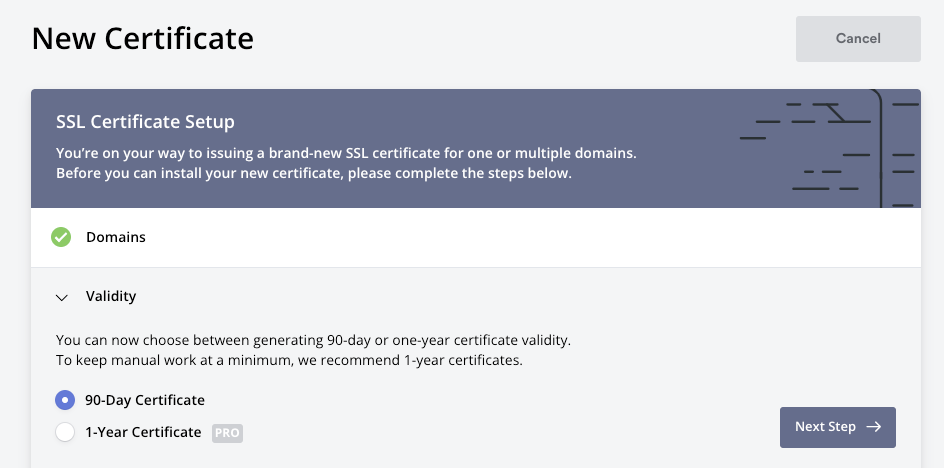 New Certificate
Cancel
SSL Certificate Setup
You’re on your way to issuing a brand-new SSL certificate for one or multiple domains.
Before you can install your new certificate, please complete the steps below.
Domains
Validity
You can now choose between generating 90-day or one-year certificate validity.
To keep manual work at a minimum, we recommend 1-year certificates.
90-Day Certificate
1-Year Certificate PRO
Next Step